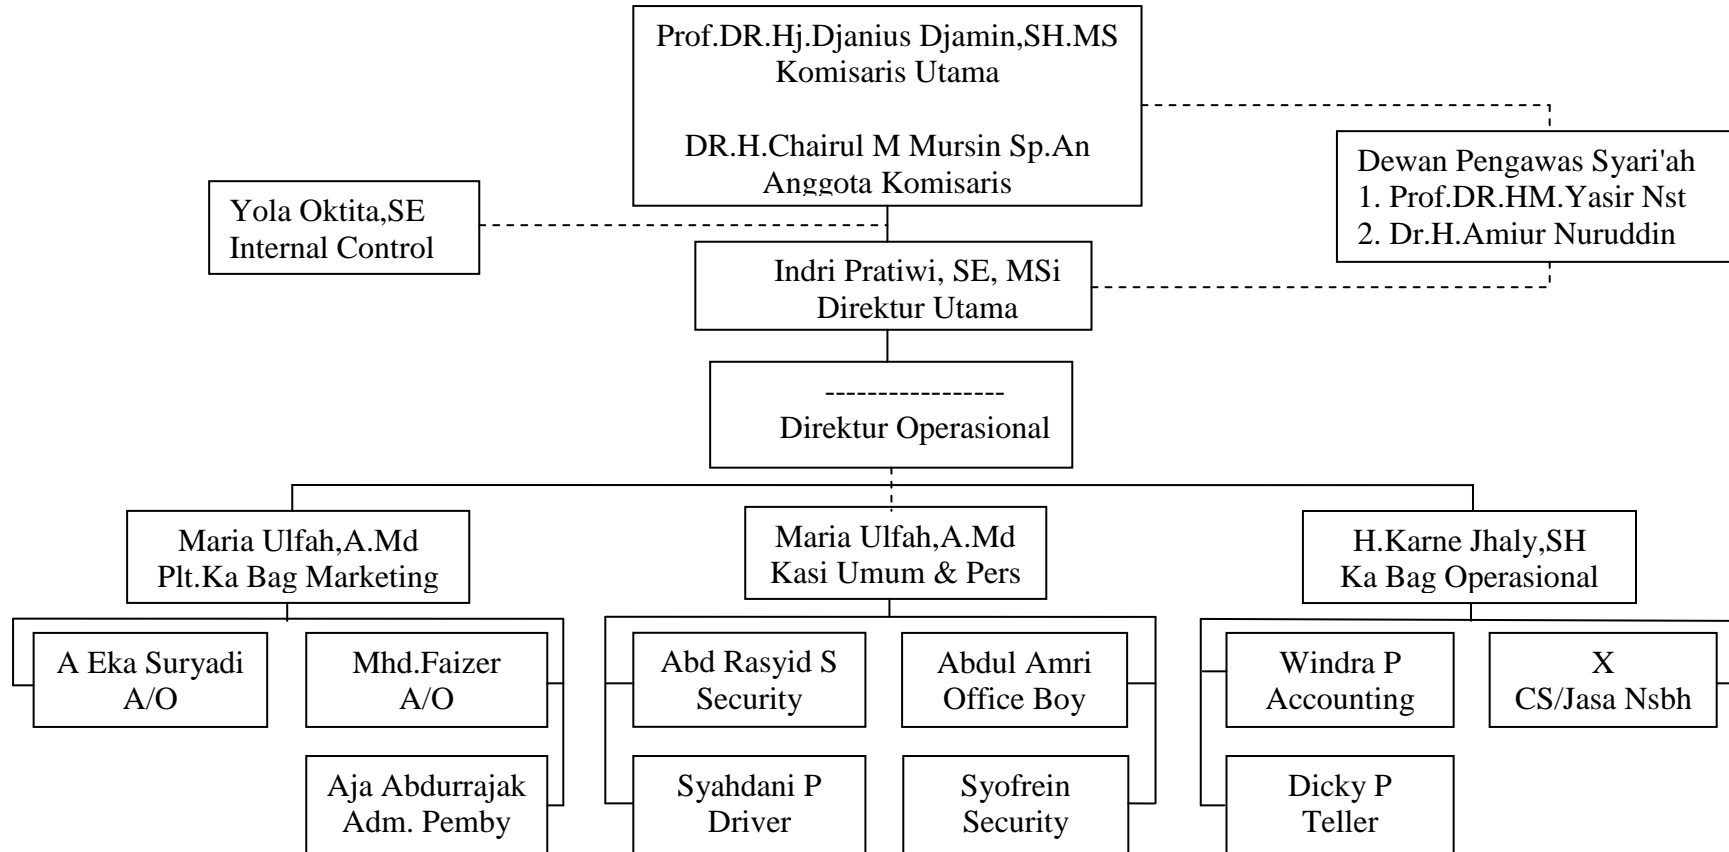 Prof.DR.Hj.Djanius Djamin,SH.MS
Komisaris Utama
DR.H.Chairul M Mursin Sp.An
Anggota Komisaris
Dewan Pengawas Syari'ah
1. Prof.DR.HM.Yasir Nst
2. Dr.H.Amiur Nuruddin
Yola Oktita,SE
Internal Control
Indri Pratiwi, SE, MSi
Direktur Utama
-----------------
Direktur Operasional
Maria Ulfah,A.Md
Plt.Ka Bag Marketing
Maria Ulfah,A.Md
Kasi Umum & Pers
H.Karne Jhaly,SH
Ka Bag Operasional
A Eka Suryadi
A/O
Mhd.Faizer
A/O
Abd Rasyid S
Security
Abdul Amri
Office Boy
Windra P
Accounting
X
CS/Jasa Nsbh
Aja Abdurrajak
Adm. Pemby
Syahdani P
Driver
Syofrein
Security
Dicky P
Teller